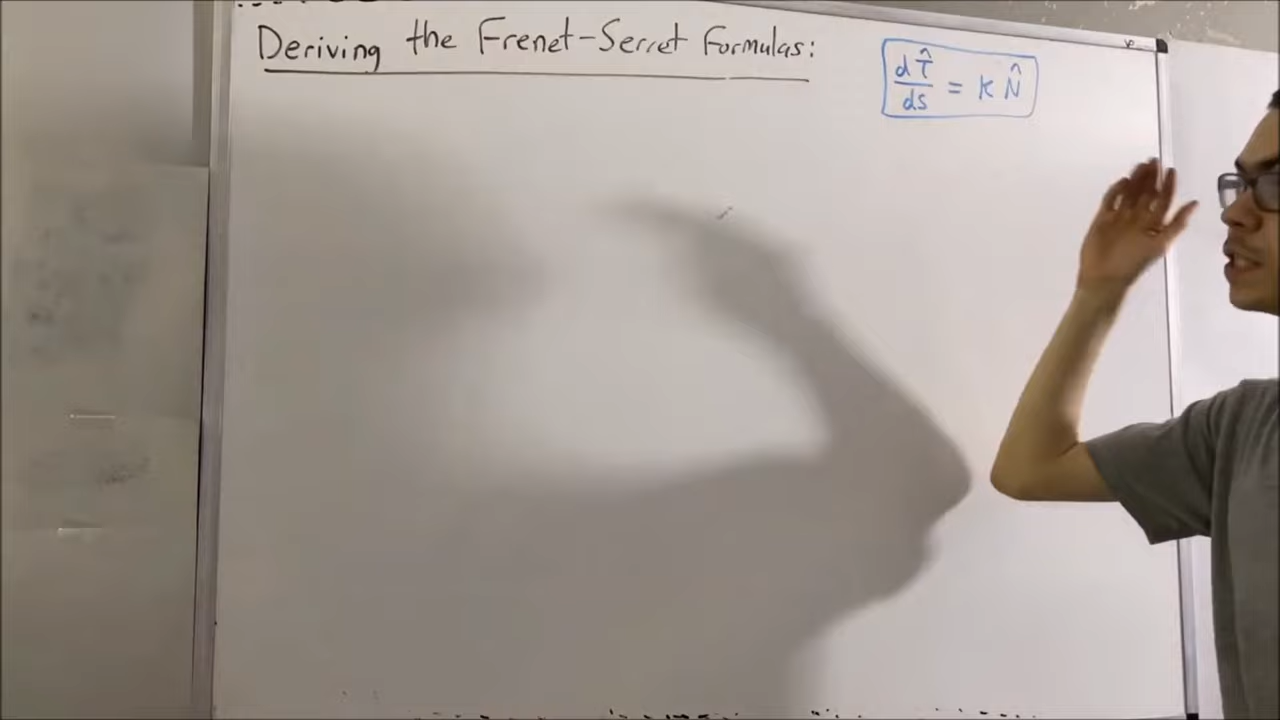 Deriving the Frenet-Serret Formulas:
dT̂/ds = κ N̂